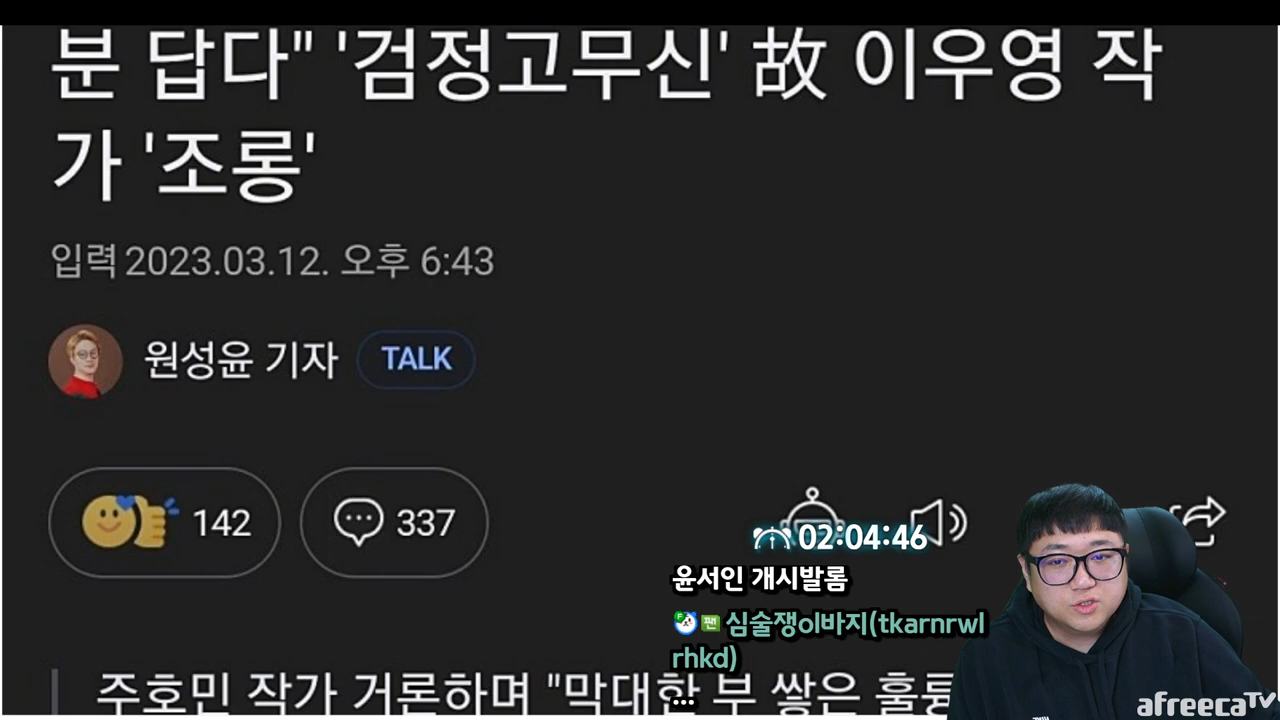 분 답다" '검정고무신' 故 이우영 작
가 '조롱'
입력 2023.03.12. 오후 6:43
원성윤 기자 TALK
142 337
02:04:46
윤서인 개시발롬
F 팬 심술쟁이바지(tkarnrwl
rhkd)
...
주호민 작가 거론하며 "막대한 부 쌓은 훌륭
afreecaTV